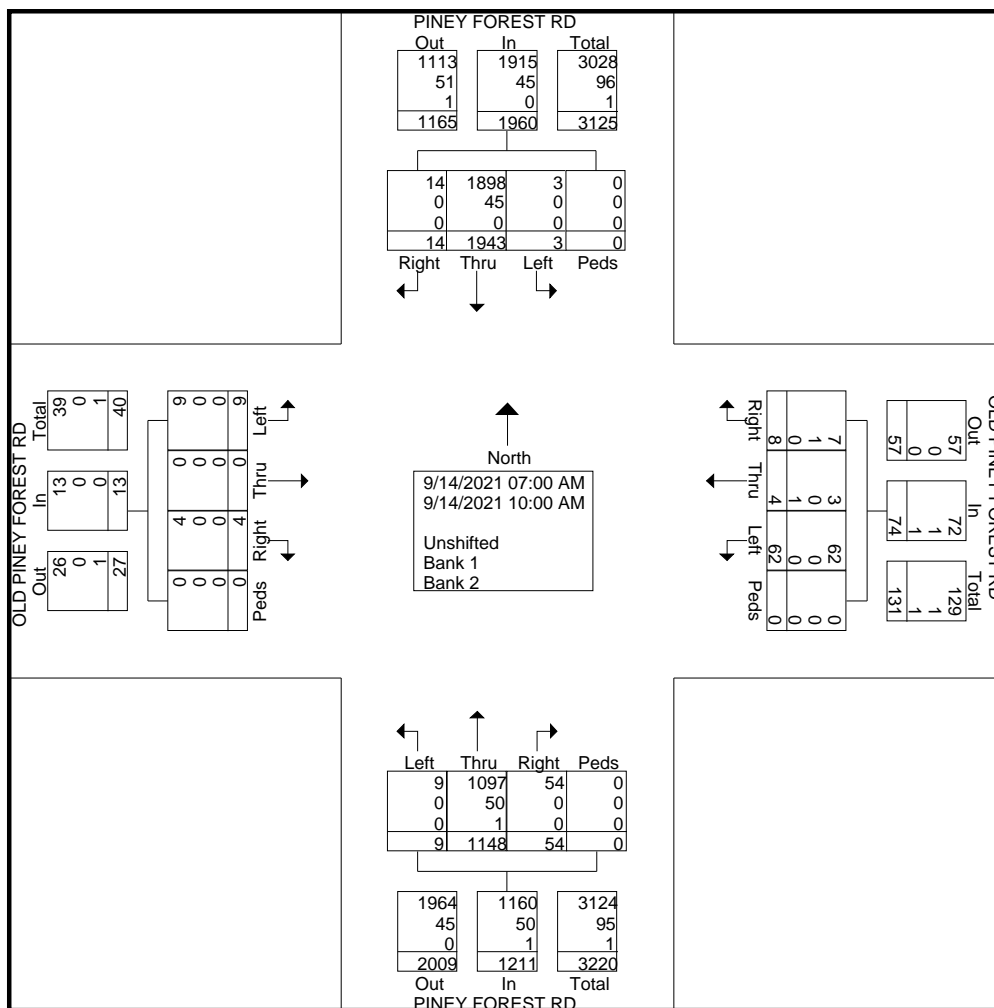 PINEY FOREST RD
Out In Total
1113 1915 3028
51 45 96
1 0 1
1165 1960 3125
14 1898 3 0
0 45 0 0
0 0 0 0
14 1943 3 0
Right Thru Left Peds
OLD PINEY FOREST RD
Total In Out
39 13 26
0 0 0
1 0 1
40 13 27
9 0 4 0
0 0 0 0
0 0 0 0
9 0 4 0
Left Thru Right Peds
North
9/14/2021 07:00 AM
9/14/2021 10:00 AM
Unshifted
Bank 1
Bank 2
OLD PINEY FOREST RD
Out In Total
57 72 129
0 1 1
0 1 1
57 74 131
7 3 62 0
1 0 0 0
0 1 0 0
8 4 62 0
Right Thru Left Peds
Left Thru Right Peds
9 1097 54 0
0 50 0 0
0 1 0 0
9 1148 54 0
1964 1160 3124
45 50 95
0 1 1
2009 1211 3220
Out In Total
PINEY FOREST RD